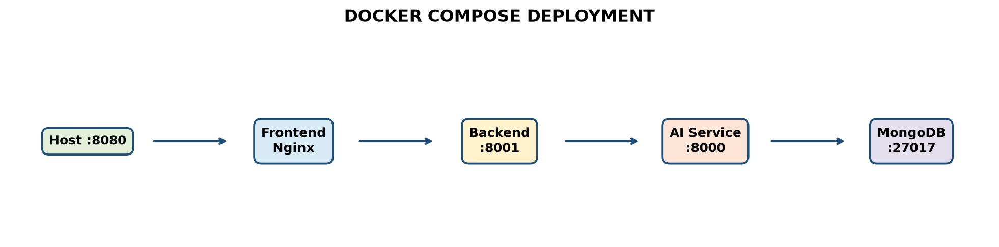 DOCKER COMPOSE DEPLOYMENT
Host :8080
Frontend
Nginx
Backend
:8001
AI Service
:8000
MongoDB
:27017